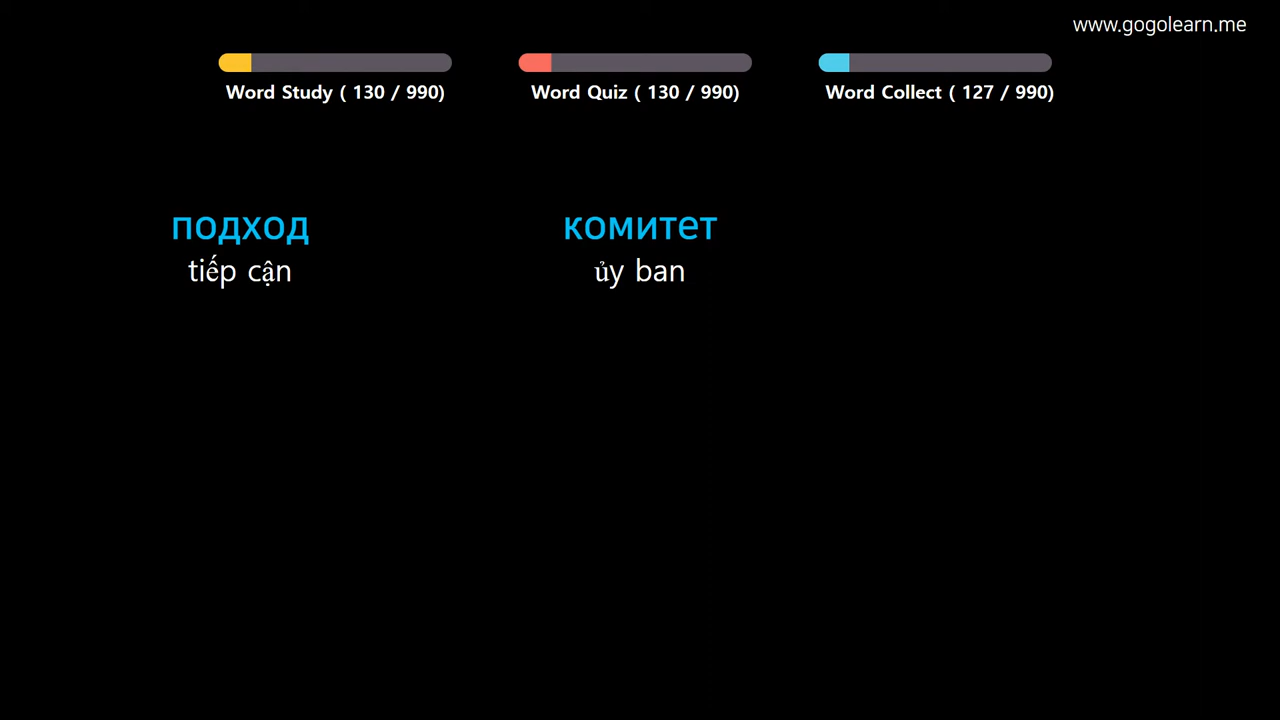 www.gogolearn.me
Word Study ( 130 / 990)
Word Quiz ( 130 / 990)
Word Collect ( 127 / 990)
подход
tiếp cận
комитет
ủy ban